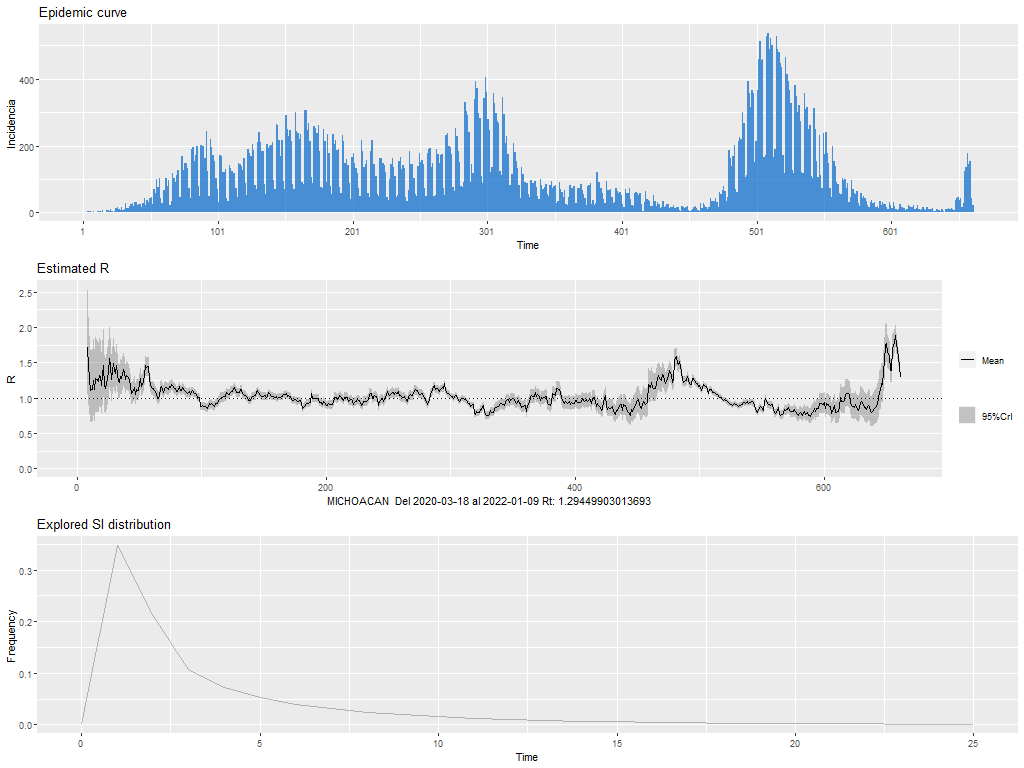 Epidemic curve
Incidencia
400
200
0
1
101
201
301
401
501
601
Time
Estimated R
R
2.5
2.0
1.5
1.0
0.5
0.0
0
200
400
600
MICHOACAN Del 2020-03-18 al 2022-01-09 Rt: 1.29449903013693
Mean
95%CrI
Explored SI distribution
Frequency
0.3
0.2
0.1
0.0
0
5
10
15
20
25
Time